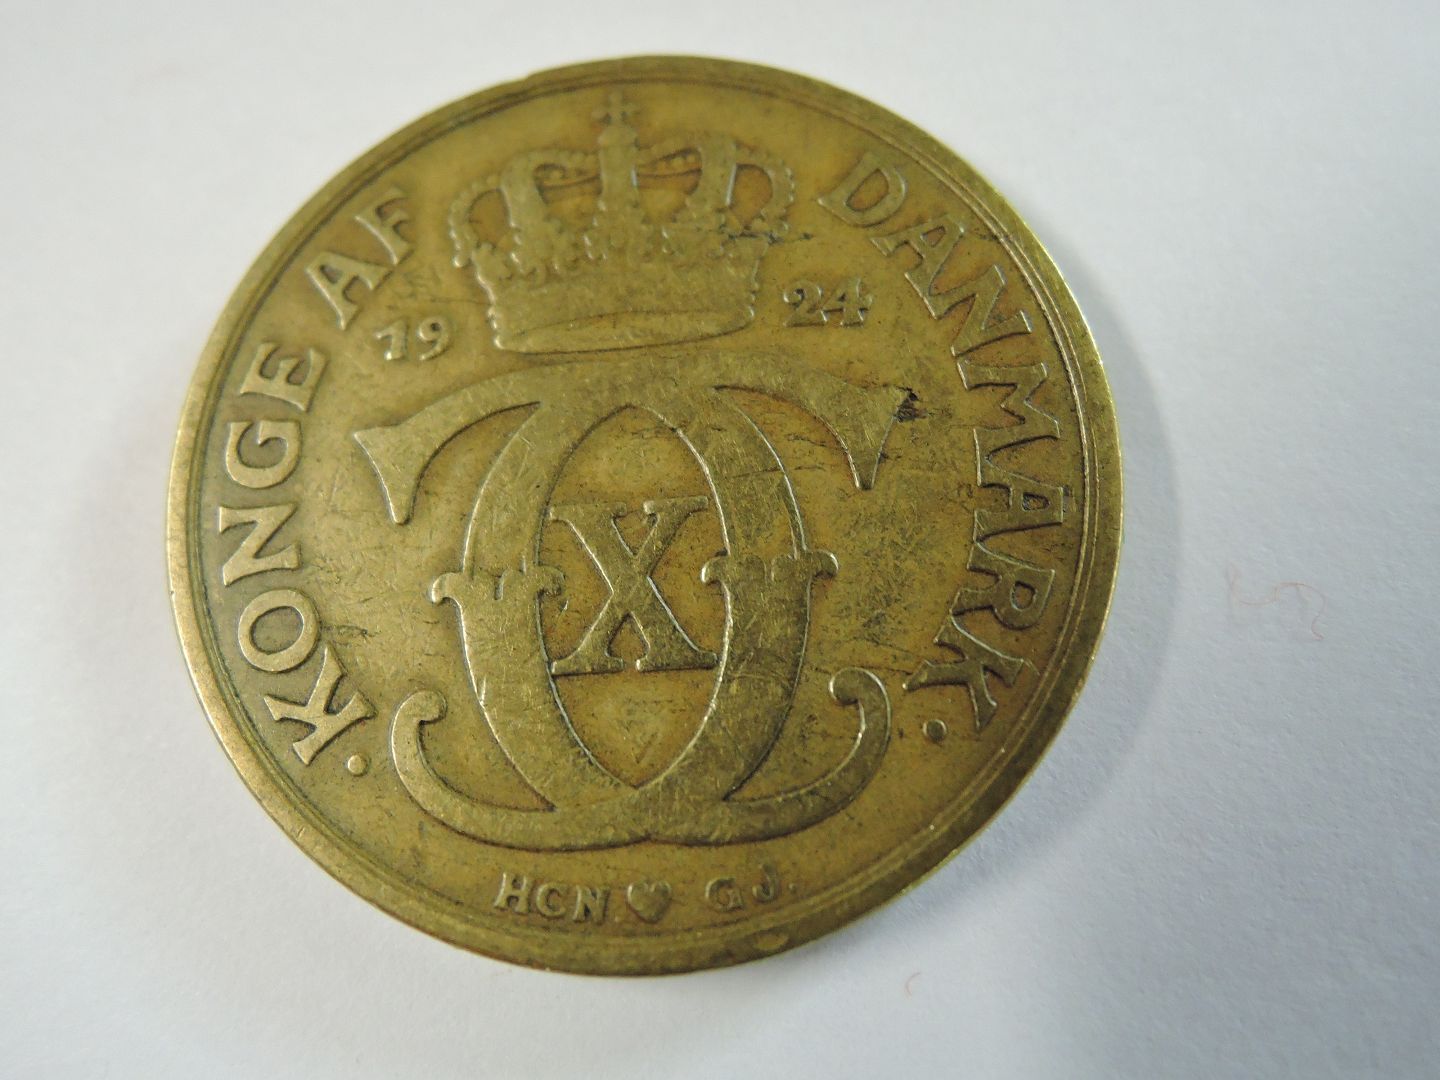 · KONGE AF DANMARK ·
19 24
C X C
HCN ♥ GJ.